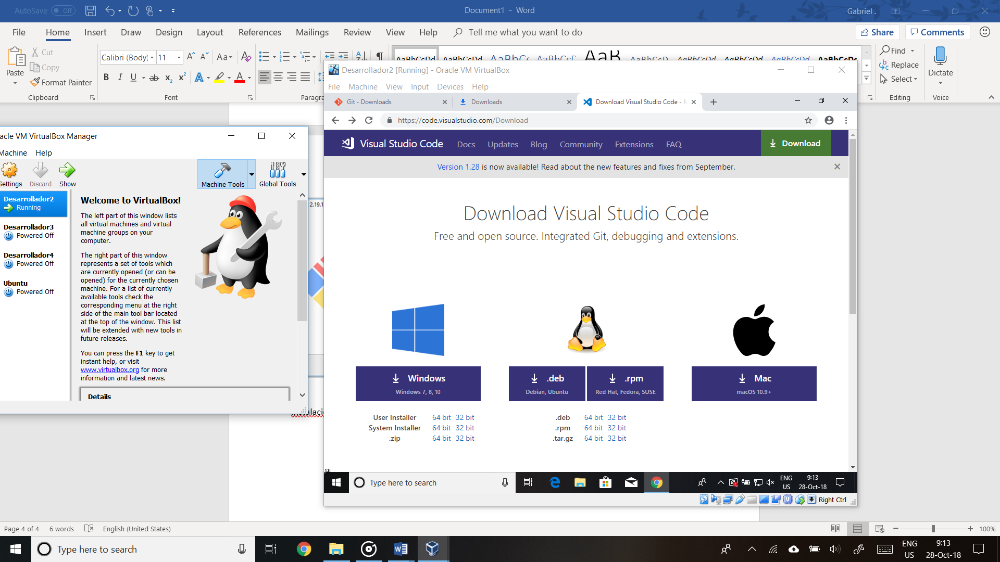 AutoSave Off
Document1 - Word
Gabriel .
File Home Insert Draw Design Layout References Mailings Review View Help Tell me what you want to do
Share Comments
Paste
Cut
Copy
Format Painter
Clipboard
Calibri (Body) 11
Font
AaBbCcDd AaBbCcDd
AaBbCcD AaBbCcDd AaBbCcDd AaBbCcDd
Find
Replace
Select
Editing
Dictate
Voice
Desarrollador2 [Running] - Oracle VM VirtualBox
File Machine View Input Devices Help
Git - Downloads
Downloads
Download Visual Studio Code -
https://code.visualstudio.com/Download
Visual Studio Code Docs Updates Blog Community Extensions FAQ Download
Version 1.28 is now available! Read about the new features and fixes from September.
Download Visual Studio Code
Free and open source. Integrated Git, debugging and extensions.
Windows
Windows 7, 8, 10
.deb
Debian, Ubuntu
.rpm
Red Hat, Fedora, SUSE
Mac
macOS 10.9+
User Installer 64 bit 32 bit
System Installer 64 bit 32 bit
.zip 64 bit 32 bit
.deb 64 bit 32 bit
.rpm 64 bit 32 bit
.tar.gz 64 bit 32 bit
Type here to search
ENG
US
9:13
28-Oct-18
Right Ctrl
acle VM VirtualBox Manager
Machine Help
Settings Discard Show
Machine Tools Global Tools
Desarrollador2
Running
Desarrollador3
Powered Off
Desarrollador4
Powered Off
Ubuntu
Powered Off
Welcome to VirtualBox!
The left part of this window lists
all virtual machines and virtual
machine groups on your
computer.
The right part of this window
represents a set of tools which
are currently opened (or can be
opened) for the currently chosen
machine. For a list of currently
available tools check the
corresponding menu at the right
side of the main tool bar located
at the top of the window. This list
will be extended with new tools in
future releases.
You can press the F1 key to get
instant help, or visit
www.virtualbox.org for more
information and latest news.
Details
2.19.1
Page 4 of 4 6 words English (United States)
100%
Type here to search
ENG
US
9:13
28-Oct-18